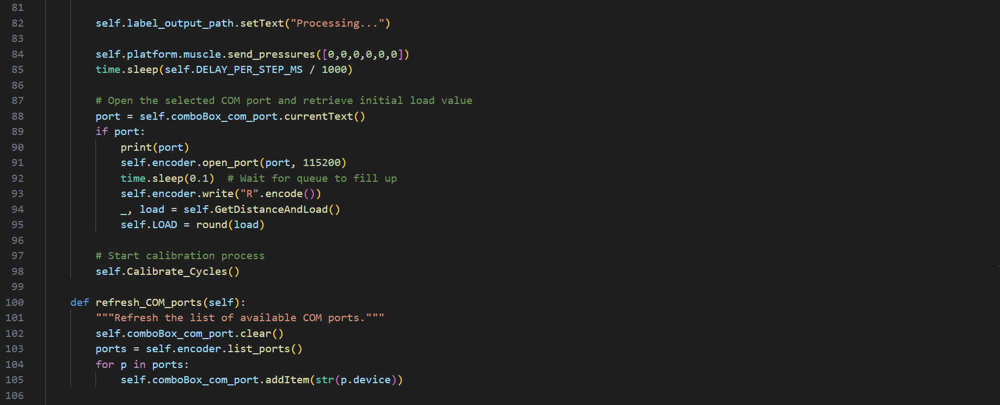 81
82 self.label_output_path.setText("Processing...")
83
84 self.platform.muscle.send_pressures([0,0,0,0,0,0])
85 time.sleep(self.DELAY_PER_STEP_MS / 1000)
86
87 # Open the selected COM port and retrieve initial load value
88 port = self.comboBox_com_port.currentText()
89 if port:
90 print(port)
91 self.encoder.open_port(port, 115200)
92 time.sleep(0.1)  # Wait for queue to fill up
93 self.encoder.write("R".encode())
94 _, load = self.GetDistanceAndLoad()
95 self.LOAD = round(load)
96
97 # Start calibration process
98 self.Calibrate_Cycles()
99
100 def refresh_COM_ports(self):
101 """Refresh the list of available COM ports."""
102 self.comboBox_com_port.clear()
103 ports = self.encoder.list_ports()
104 for p in ports:
105 self.comboBox_com_port.addItem(str(p.device))
106